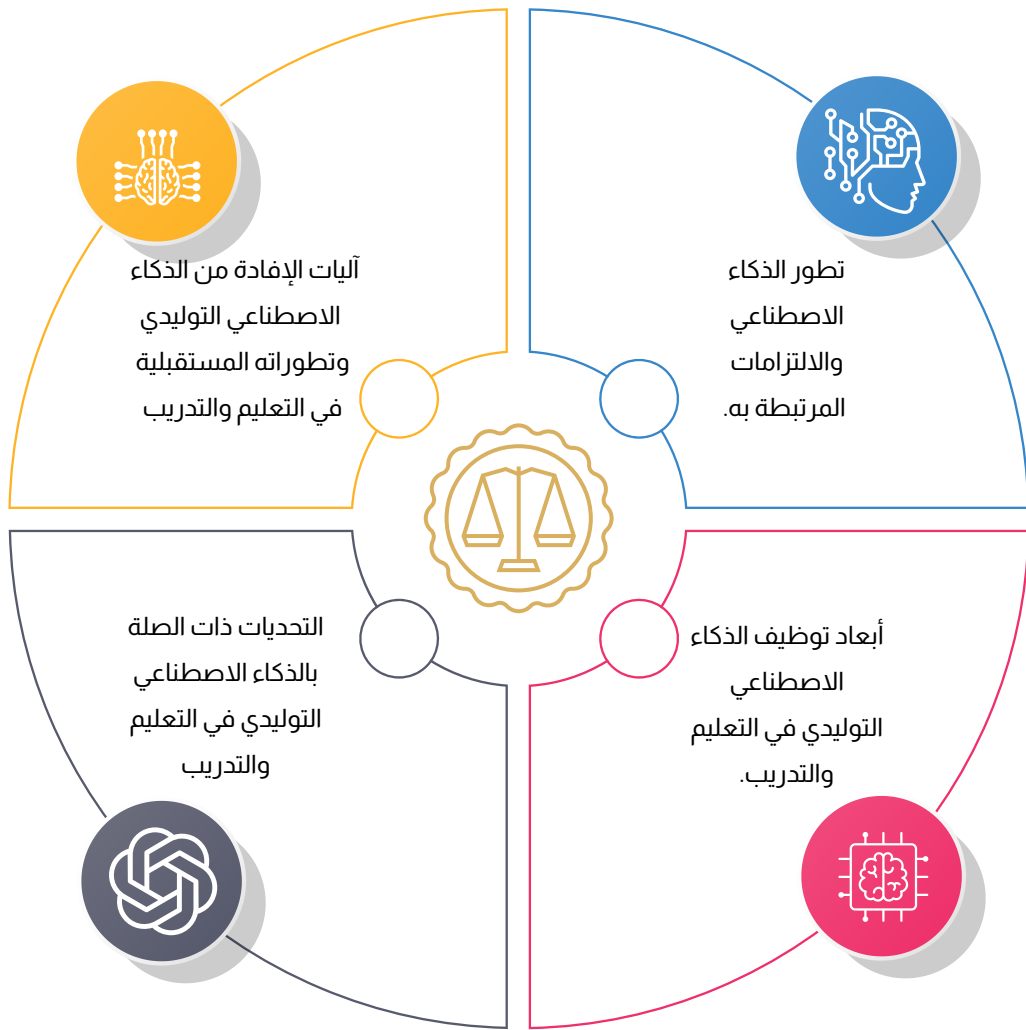 تطور الذكاء
الاصطناعي
والالتزامات
المرتبطة به.
آليات الإفادة من الذكاء
الاصطناعي التوليدي
وتطوراته المستقبلية
في التعليم والتدريب
أبعاد توظيف الذكاء
الاصطناعي
التوليدي في التعليم
والتدريب.
التحديات ذات الصلة
بالذكاء الاصطناعي
التوليدي في التعليم
والتدريب